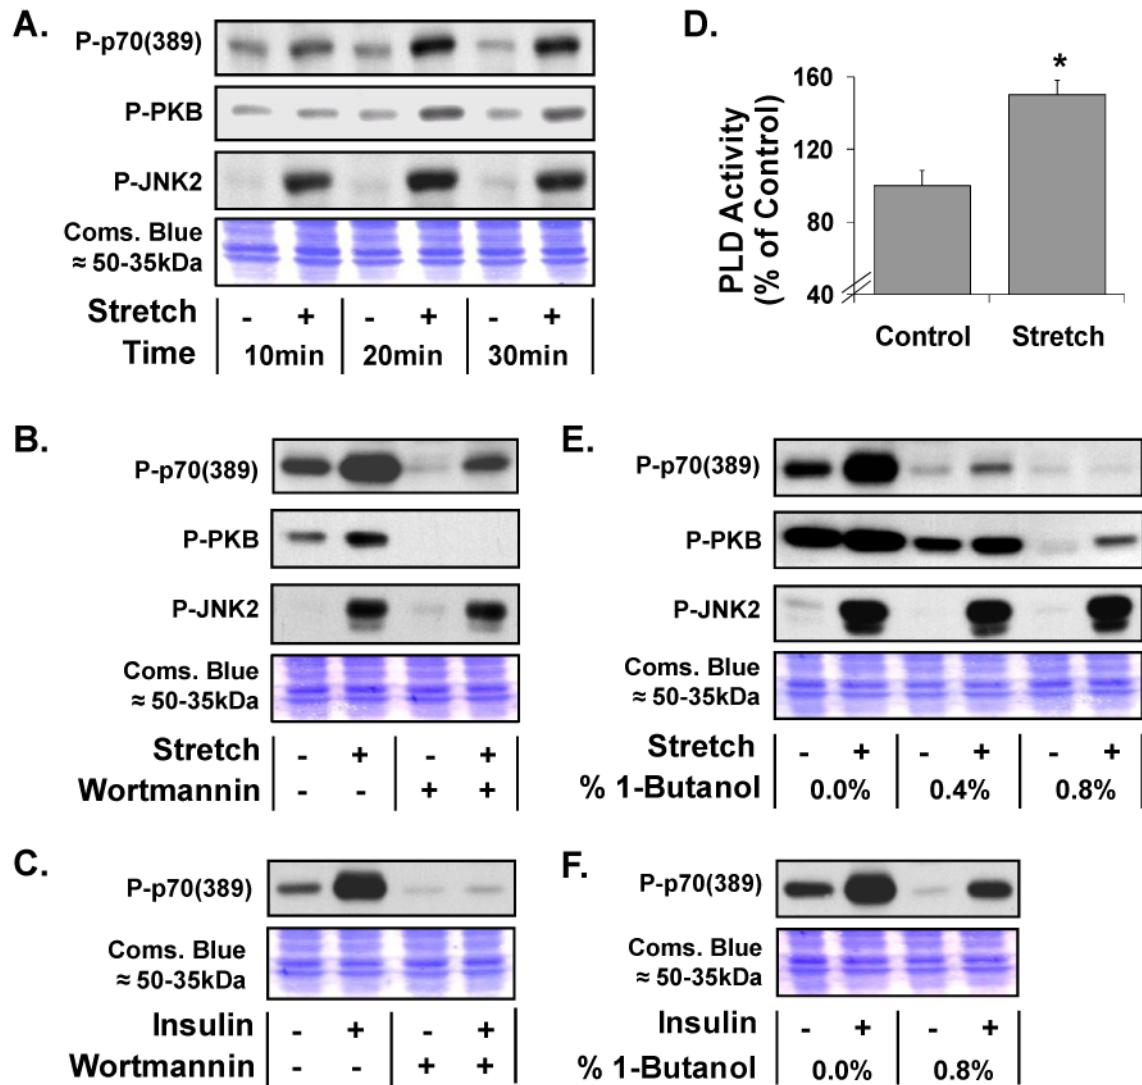 A.
P-p70(389)
P-PKB
P-JNK2
Coms. Blue
≈ 50-35kDa
Stretch - + - + - +
Time 10min 20min 30min
D.
*
160
120
80
40
PLD Activity
(% of Control)
Control Stretch
B.
P-p70(389)
P-PKB
P-JNK2
Coms. Blue
≈ 50-35kDa
Stretch - + - +
Wortmannin - - + +
E.
P-p70(389)
P-PKB
P-JNK2
Coms. Blue
≈ 50-35kDa
Stretch - + - + - +
% 1-Butanol 0.0% 0.4% 0.8%
C.
P-p70(389)
Coms. Blue
≈ 50-35kDa
Insulin - + - +
Wortmannin - - + +
F.
P-p70(389)
Coms. Blue
≈ 50-35kDa
Insulin - + - +
% 1-Butanol 0.0% 0.8%